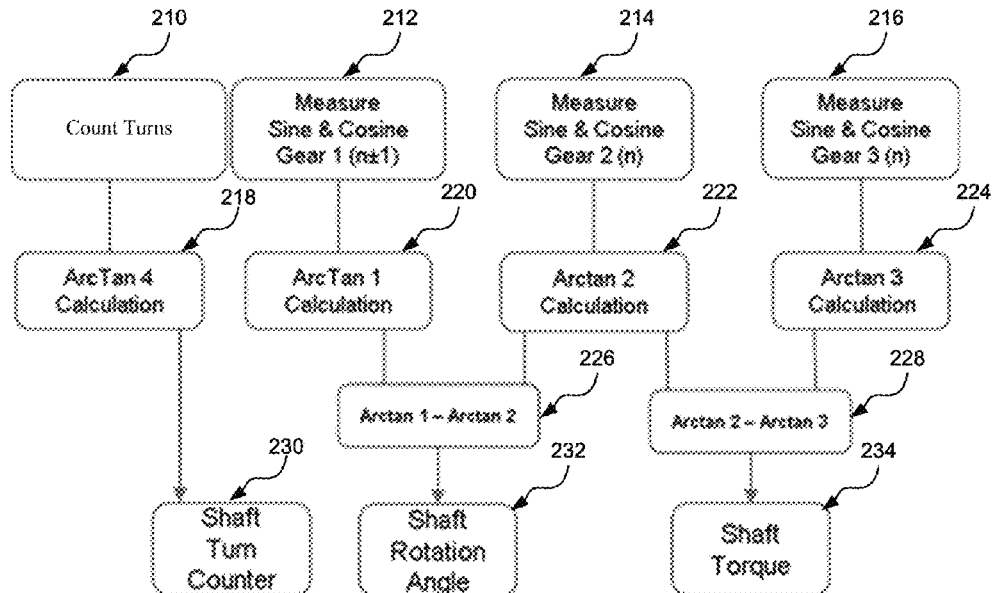 210
212
214
216
Count Turns
Measure
Sine & Cosine
Gear 1 (n±1)
Measure
Sine & Cosine
Gear 2 (n)
Measure
Sine & Cosine
Gear 3 (n)
218
220
222
224
ArcTan 4
Calculation
ArcTan 1
Calculation
Arctan 2
Calculation
Arctan 3
Calculation
226
228
Arctan 1 – Arctan 2
Arctan 2 – Arctan 3
230
232
234
Shaft
Turn
Counter
Shaft
Rotation
Angle
Shaft
Torque